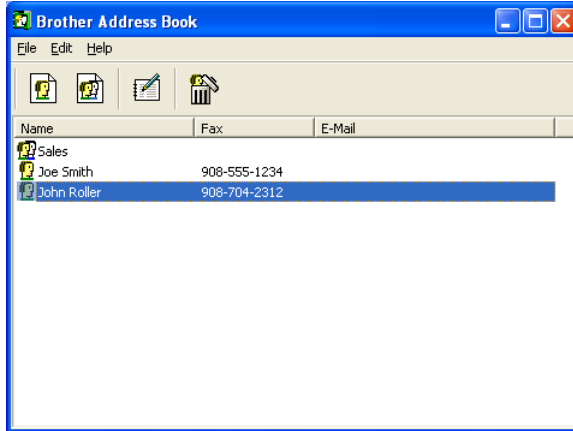 Brother Address Book
File Edit Help
Name Fax E-Mail
Sales
Joe Smith 908-555-1234
John Roller 908-704-2312